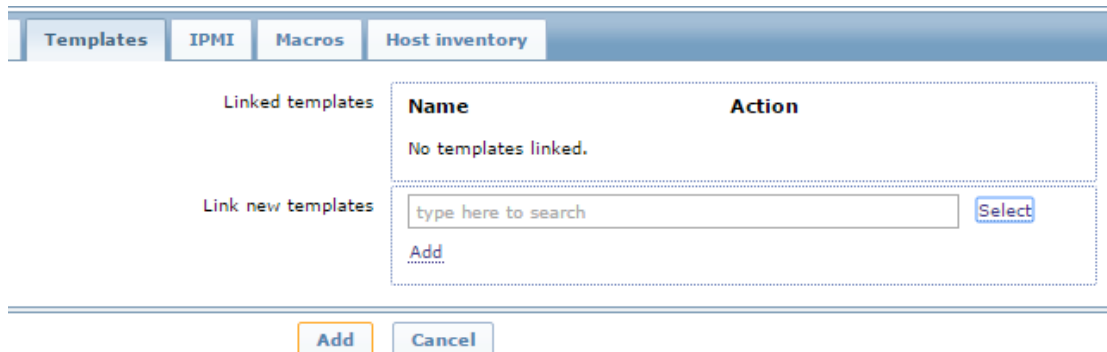 Templates IPMI Macros Host inventory
Linked templates Name Action
No templates linked.
Link new templates type here to search Select
Add
Add Cancel